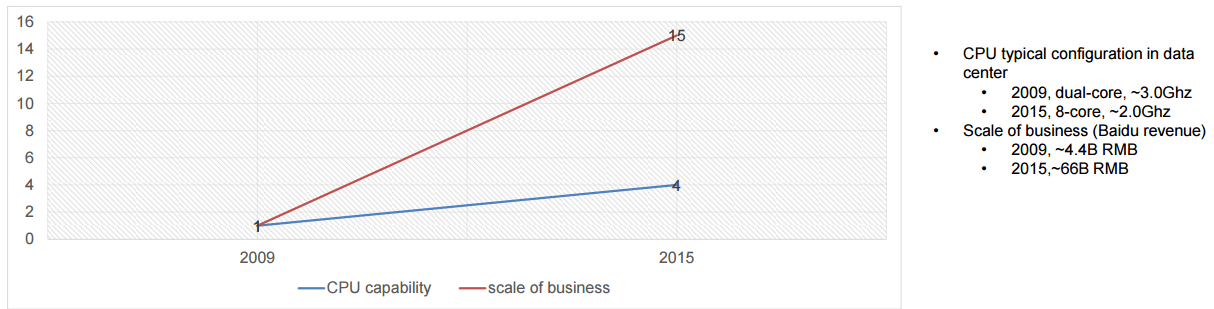 16
14
12
10
8
6
4
2
0
15
4
1
2009 2015
CPU capability scale of business
• CPU typical configuration in data
center
• 2009, dual-core, ~3.0Ghz
• 2015, 8-core, ~2.0Ghz
• Scale of business (Baidu revenue)
• 2009, ~4.4B RMB
• 2015,~66B RMB